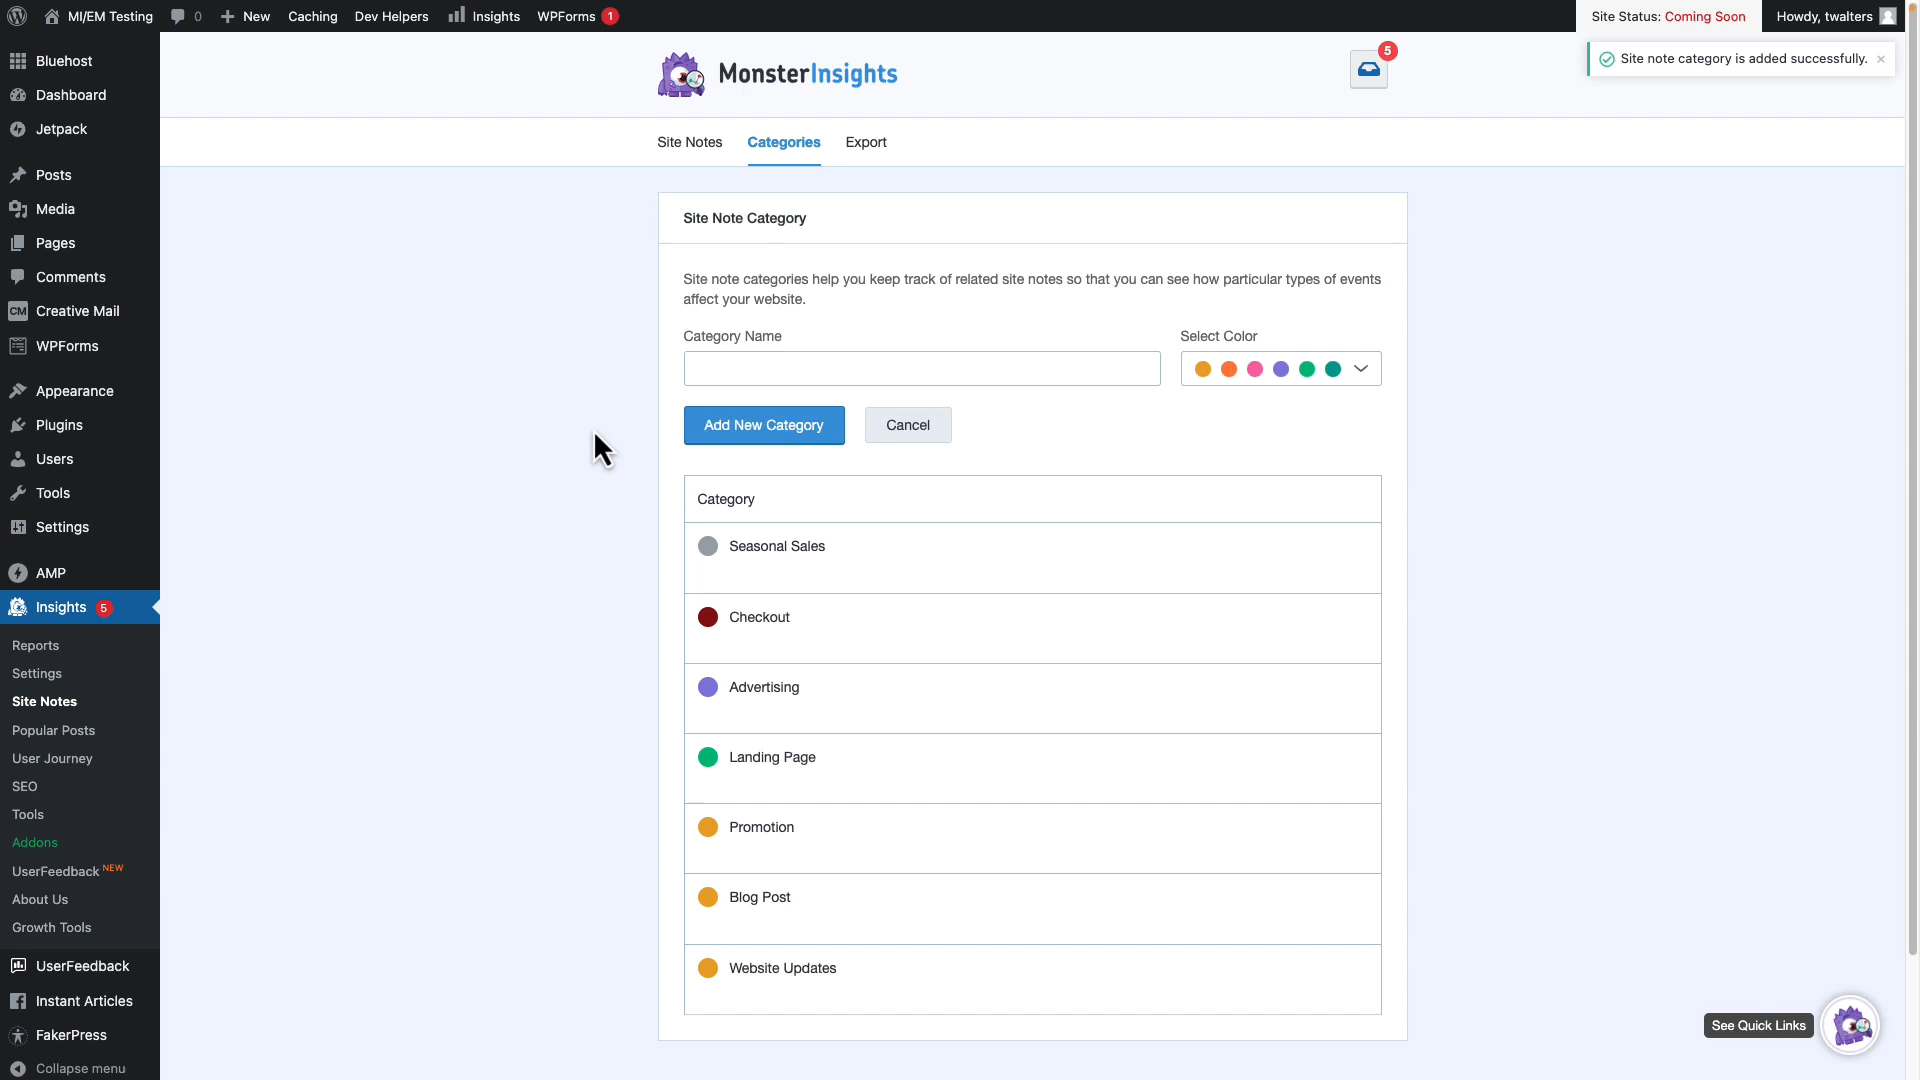 MI/EM Testing 0 New Caching Dev Helpers Insights WPForms 1 Site Status: Coming Soon Howdy, twalters
Site note category is added successfully. ×
MonsterInsights 5
Site Notes Categories Export
Bluehost
Dashboard
Jetpack
Posts
Media
Pages
Comments
CM Creative Mail
WPForms
Appearance
Plugins
Users
Tools
Settings
AMP
Insights 5
Reports
Settings
Site Notes
Popular Posts
User Journey
SEO
Tools
Addons
UserFeedback NEW
About Us
Growth Tools
UserFeedback
Instant Articles
FakerPress
Collapse menu
Site Note Category
Site note categories help you keep track of related site notes so that you can see how particular types of events
affect your website.
Category Name Select Color
Add New Category Cancel
Category
Seasonal Sales
Checkout
Advertising
Landing Page
Promotion
Blog Post
Website Updates
See Quick Links